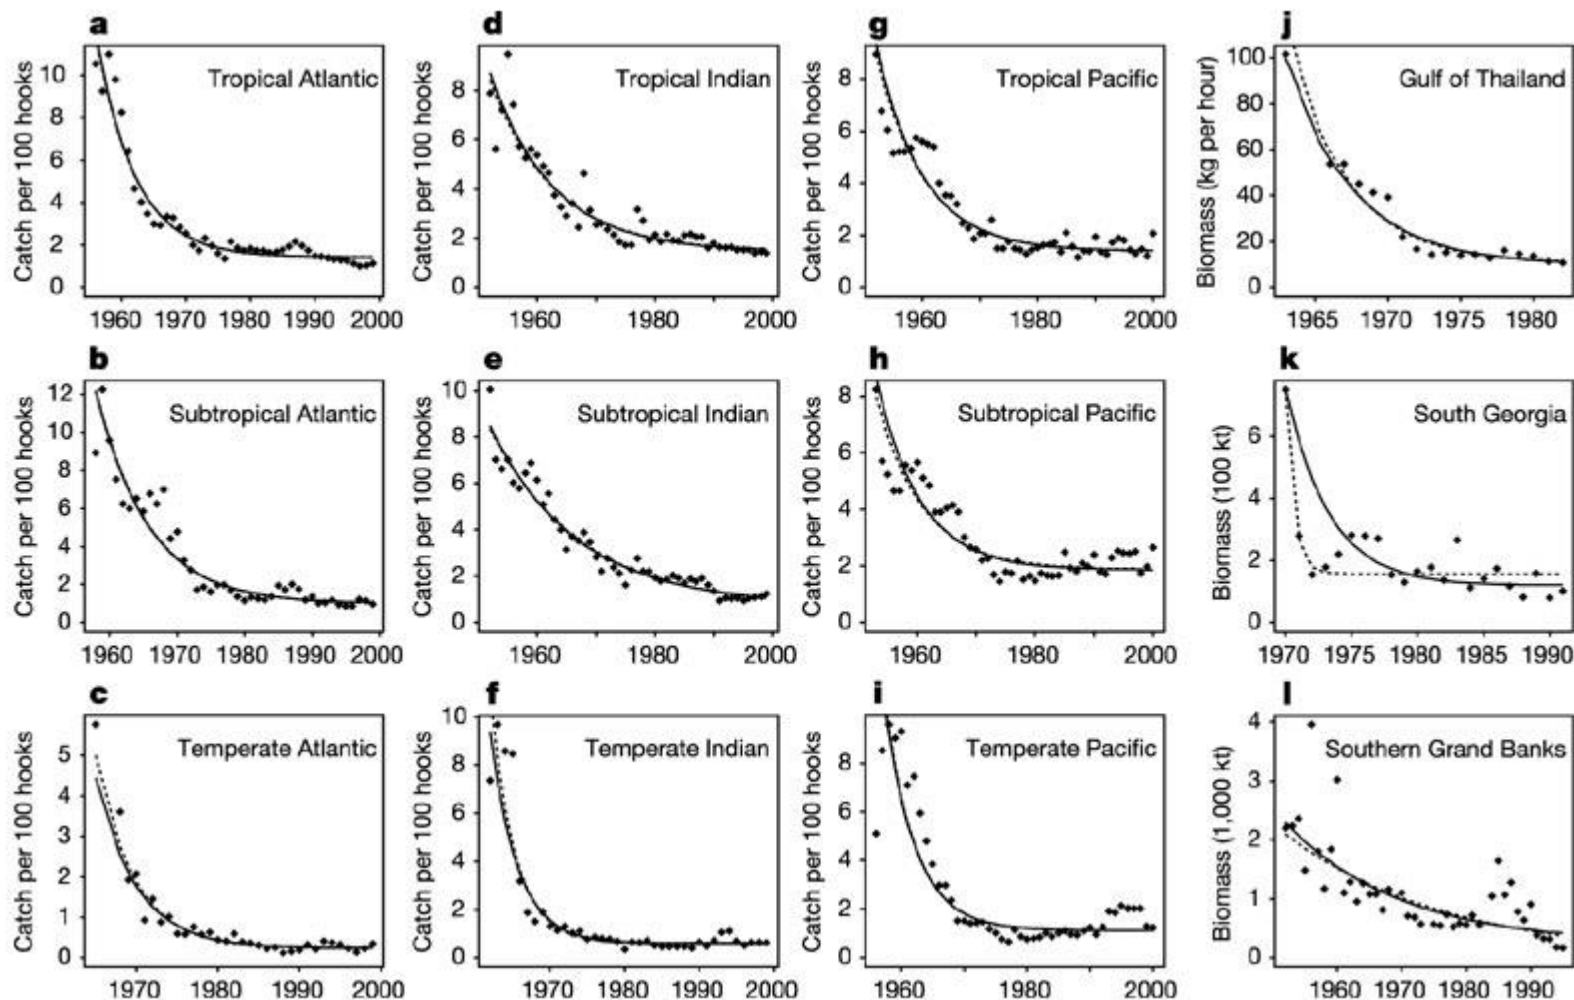 a
Catch per 100 hooks
10
8
6
4
2
0
Tropical Atlantic
1960 1970 1980 1990 2000
d
Catch per 100 hooks
8
6
4
2
0
Tropical Indian
1960 1980 2000
g
Catch per 100 hooks
8
6
4
2
0
Tropical Pacific
1960 1980 2000
j
Biomass (kg per hour)
100
80
60
40
20
0
Gulf of Thailand
1965 1970 1975 1980
b
Catch per 100 hooks
12
10
8
6
4
2
0
Subtropical Atlantic
1960 1970 1980 1990 2000
e
Catch per 100 hooks
10
8
6
4
2
0
Subtropical Indian
1960 1980 2000
h
Catch per 100 hooks
8
6
4
2
0
Subtropical Pacific
1960 1980 2000
k
Biomass (100 kt)
6
4
2
0
South Georgia
1970 1975 1980 1985 1990
c
Catch per 100 hooks
5
4
3
2
1
0
Temperate Atlantic
1970 1980 1990 2000
f
Catch per 100 hooks
10
8
6
4
2
0
Temperate Indian
1970 1980 1990 2000
i
Catch per 100 hooks
8
6
4
2
0
Temperate Pacific
1960 1970 1980 1990 2000
l
Biomass (1,000 kt)
4
3
2
1
0
Southern Grand Banks
1960 1970 1980 1990